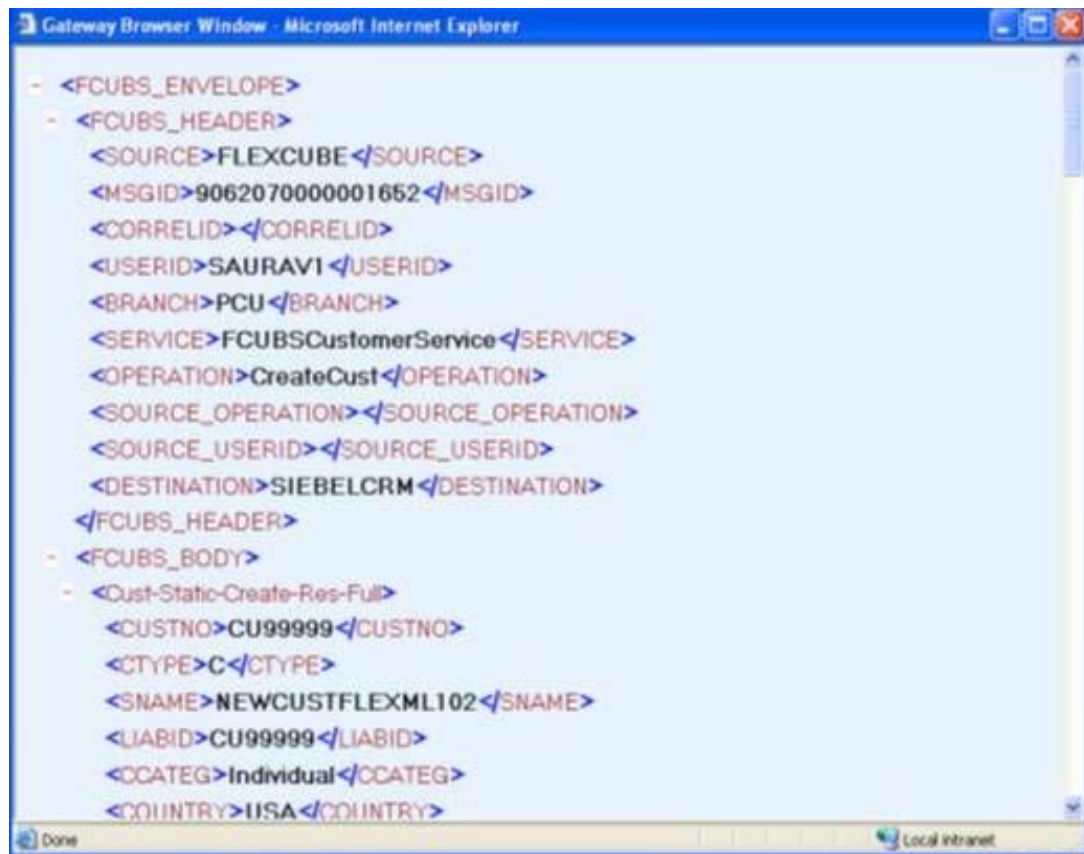 Gateway Browser Window - Microsoft Internet Explorer
- <FCUBS_ENVELOPE>
- <FCUBS_HEADER>
<SOURCE>FLEXCUBE</SOURCE>
<MSGID>9062070000001652</MSGID>
<CORRELID></CORRELID>
<USERID>SAURAV1</USERID>
<BRANCH>PCU</BRANCH>
<SERVICE>FCUBSCustomerService</SERVICE>
<OPERATION>CreateCust</OPERATION>
<SOURCE_OPERATION></SOURCE_OPERATION>
<SOURCE_USERID></SOURCE_USERID>
<DESTINATION>SIEBELCRM</DESTINATION>
</FCUBS_HEADER>
- <FCUBS_BODY>
- <Cust-Static-Create-Res-Full>
<CUSTNO>CU99999</CUSTNO>
<CTYPE>C</CTYPE>
<SNAME>NEWCUSTFLEXML102</SNAME>
<LIABID>CU99999</LIABID>
<CCATEG>Individual</CCATEG>
<COUNTRY>USA</COUNTRY>
Done
Local intranet